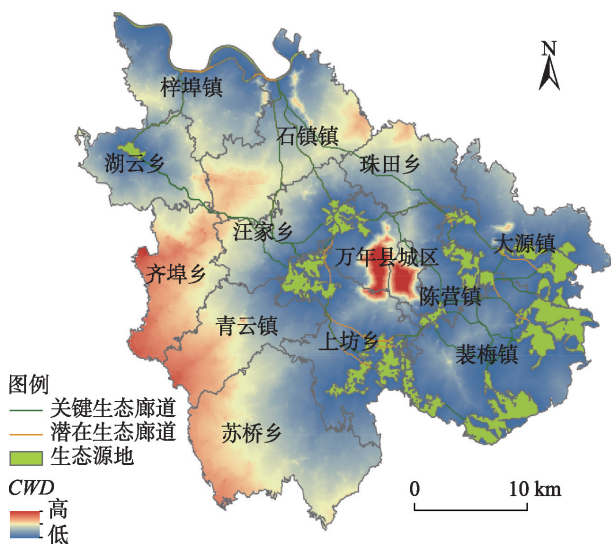 N
梓埠镇
石镇镇
湖云乡
珠田乡
汪家乡
大源镇
万年县城区
齐埠乡
陈营镇
青云镇
上坊乡
裴梅镇
苏桥乡
图例
关键生态廊道
潜在生态廊道
生态源地
CWD
高
低
0 10 km